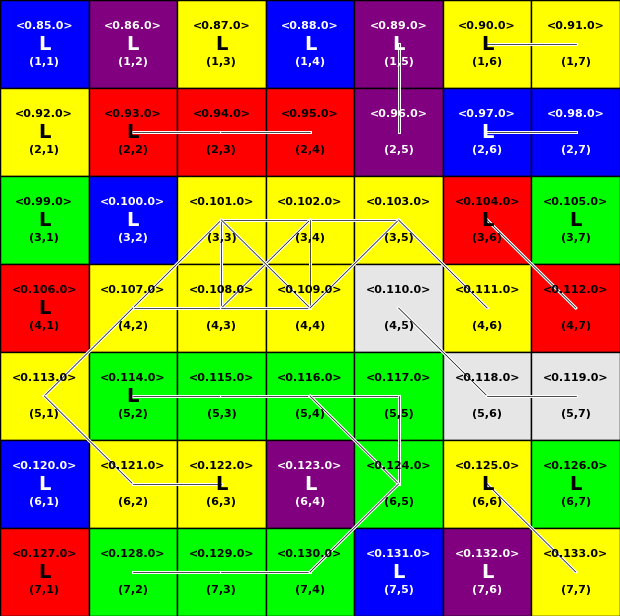 <0.85.0> <0.86.0> <0.87.0> <0.88.0> <0.89.0> <0.90.0> <0.91.0>
L L L L L L
(1,1) (1,2) (1,3) (1,4) (1,5) (1,6) (1,7)
<0.92.0> <0.93.0> <0.94.0> <0.95.0> <0.96.0> <0.97.0> <0.98.0>
L L L
(2,1) (2,2) (2,3) (2,4) (2,5) (2,6) (2,7)
<0.99.0> <0.100.0> <0.101.0> <0.102.0> <0.103.0> <0.104.0> <0.105.0>
L L L L
(3,1) (3,2) (3,3) (3,4) (3,5) (3,6) (3,7)
<0.106.0> <0.107.0> <0.108.0> <0.109.0> <0.110.0> <0.111.0> <0.112.0>
L
(4,1) (4,2) (4,3) (4,4) (4,5) (4,6) (4,7)
<0.113.0> <0.114.0> <0.115.0> <0.116.0> <0.117.0> <0.118.0> <0.119.0>
L
(5,1) (5,2) (5,3) (5,4) (5,5) (5,6) (5,7)
<0.120.0> <0.121.0> <0.122.0> <0.123.0> <0.124.0> <0.125.0> <0.126.0>
L L L L L
(6,1) (6,2) (6,3) (6,4) (6,5) (6,6) (6,7)
<0.127.0> <0.128.0> <0.129.0> <0.130.0> <0.131.0> <0.132.0> <0.133.0>
L L L
(7,1) (7,2) (7,3) (7,4) (7,5) (7,6) (7,7)